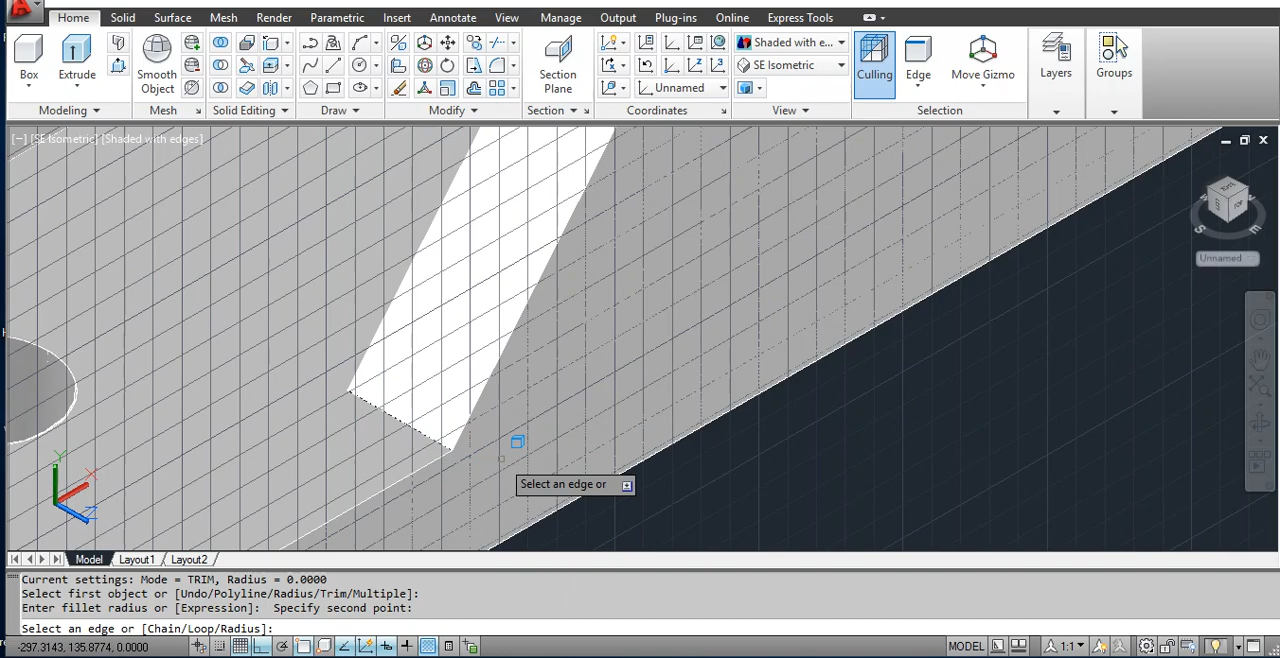 Home Solid Surface Mesh Render Parametric Insert Annotate View Manage Output Plug-ins Online Express Tools
Box Extrude Smooth Object Section Plane Culling Edge Move Gizmo Layers Groups
Shaded with e...
SE Isometric
Unnamed
Modeling Mesh Solid Editing Draw Modify Section Coordinates View Selection
[−] [SE Isometric] [Shaded with edges]
S
E
Unnamed
Y
X
Z
Select an edge or
Model Layout1 Layout2
Current settings: Mode = TRIM, Radius = 0.0000
Select first object or [Undo/Polyline/Radius/Trim/Multiple]:
Enter fillet radius or [Expression]:  Specify second point:
Select an edge or [Chain/Loop/Radius]:
-297.3143, 135.8774, 0.0000 MODEL 1:1